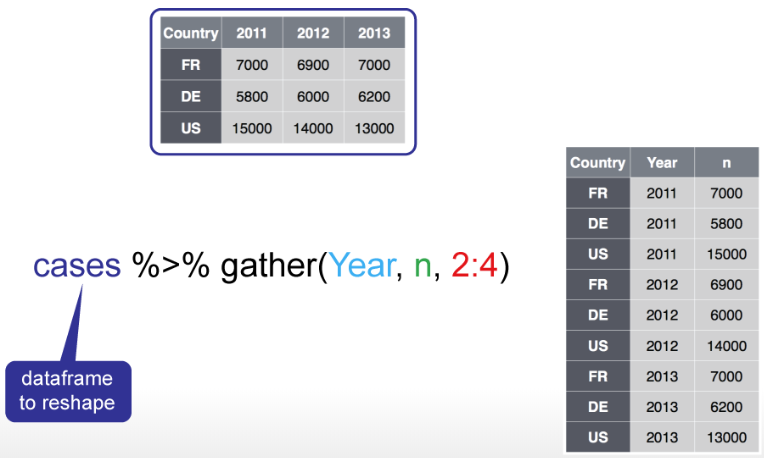 Country 2011 2012 2013
FR 7000 6900 7000
DE 5800 6000 6200
US 15000 14000 13000
cases %>% gather(Year, n, 2:4)
dataframe
to reshape
Country Year n
FR 2011 7000
DE 2011 5800
US 2011 15000
FR 2012 6900
DE 2012 6000
US 2012 14000
FR 2013 7000
DE 2013 6200
US 2013 13000